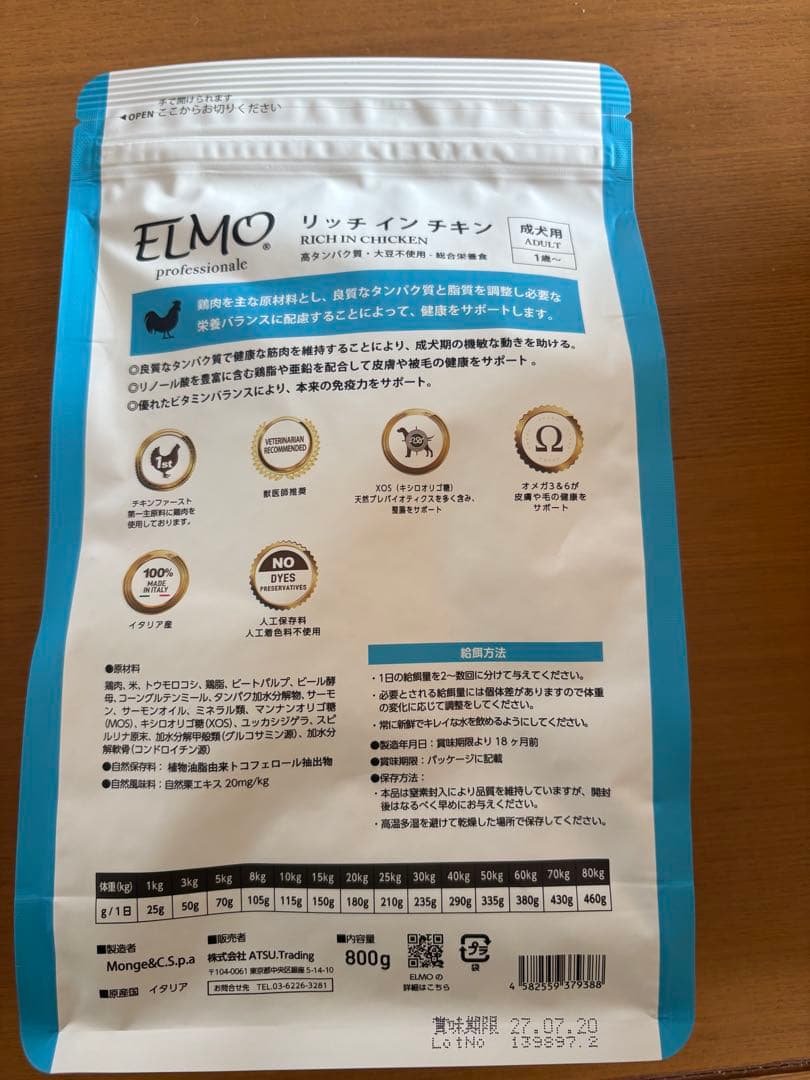 手で開けられます
◀OPEN ここからお切りください
ELMO®
professionale
リッチ イン チキン
RICH IN CHICKEN
高タンパク質・大豆不使用・総合栄養食
成犬用
ADULT
1歳〜
鶏肉を主な原材料とし、良質なタンパク質と脂質を調整し必要な
栄養バランスに配慮することによって、健康をサポートします。
◎良質なタンパク質で健康な筋肉を維持することにより、成犬期の機敏な動きを助ける。
◎リノール酸を豊富に含む鶏脂や亜鉛を配合して皮膚や被毛の健康をサポート。
◎優れたビタミンバランスにより、本来の免疫力をサポート。
1st
チキンファースト
第一主原料に鶏肉を
使用しております。
VETERINARIAN
RECOMMENDED
獣医師推奨
XOS
XOS（キシロオリゴ糖）
天然プレバイオティクスを多く含み、
整腸をサポート
Ω
オメガ3&6が
皮膚や毛の健康を
サポート
100%
MADE
IN ITALY
イタリア産
NO
DYES
PRESERVATIVES
人工保存料
人工着色料不使用
●原材料
鶏肉、米、トウモロコシ、鶏脂、ビートパルプ、ビール酵
母、コーングルテンミール、タンパク加水分解物、サーモ
ン、サーモンオイル、ミネラル類、マンナンオリゴ糖
(MOS)、キシロオリゴ糖(XOS)、ユッカシジゲラ、スピ
ルリナ原末、加水分解甲殻類(グルコサミン源)、加水分
解軟骨(コンドロイチン源)
●自然保存料：植物油脂由来トコフェロール抽出物
●自然風味料：自然栗エキス 20mg/kg
給餌方法
・1日の給餌量を2〜数回に分けて与えてください。
・必要とされる給餌量には個体差がありますので体重
の変化に応じて調整をしてください。
・常に新鮮でキレイな水を飲めるようにしてください。
●製造年月日：賞味期限より 18 ヶ月前
●賞味期限：パッケージに記載
●保存方法：
・本品は窒素封入により品質を維持していますが、開封
後はなるべく早めにお与えください。
・高温多湿を避けて乾燥した場所で保存してください。
体重(kg) 1kg 3kg 5kg 8kg 10kg 15kg 20kg 25kg 30kg 40kg 50kg 60kg 70kg 80kg
g/1日 25g 50g 70g 105g 115g 150g 180g 210g 235g 290g 335g 380g 430g 460g
■製造者
Monge&C.S.p.a
■原産国 イタリア
■販売者
株式会社 ATSU.Trading
〒104-0061 東京都中央区銀座 5-14-10
お問合せ先 TEL.03-6226-3281
■内容量
800g
ELMO の
詳細はこちら
プラ
袋
4 582559 379388
賞味期限 27.07.20
LotNo 139897.2